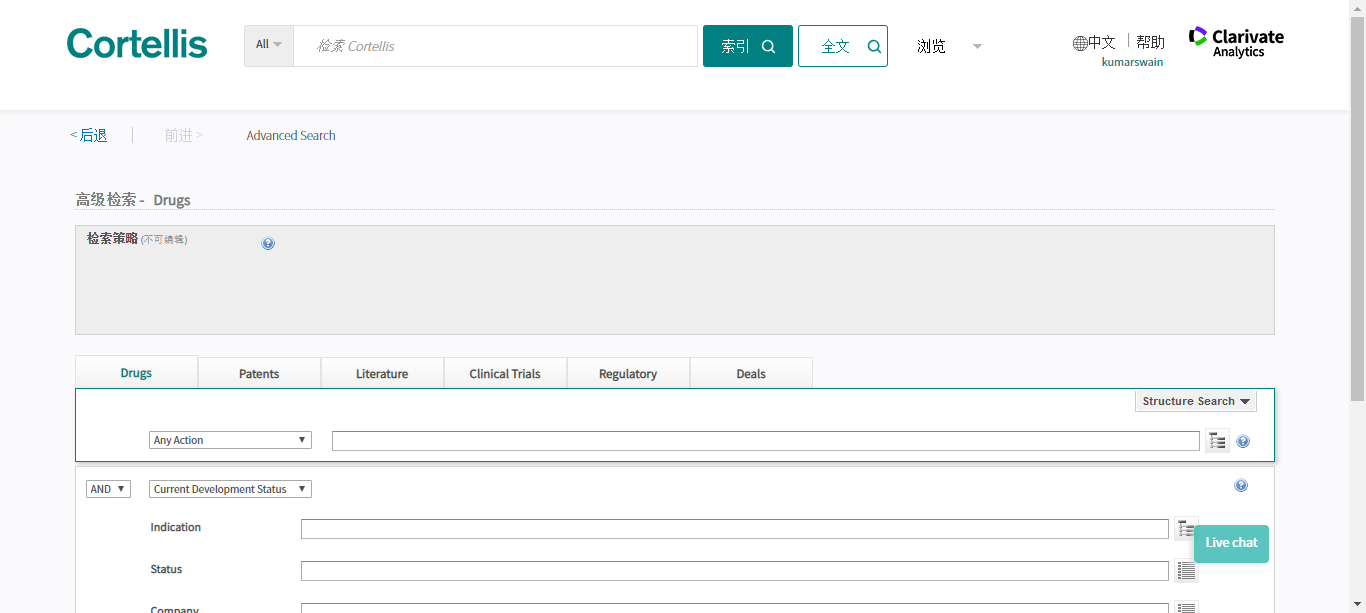 Cortellis
All
检索 Cortellis
索引
全文
浏览
中文
帮助
kumarswain
Clarivate
Analytics
< 后退
前进 >
Advanced Search
高级检索 - Drugs
检索策略 (不可编辑)
Drugs
Patents
Literature
Clinical Trials
Regulatory
Deals
Structure Search
Any Action
AND
Current Development Status
Indication
Live chat
Status
Company